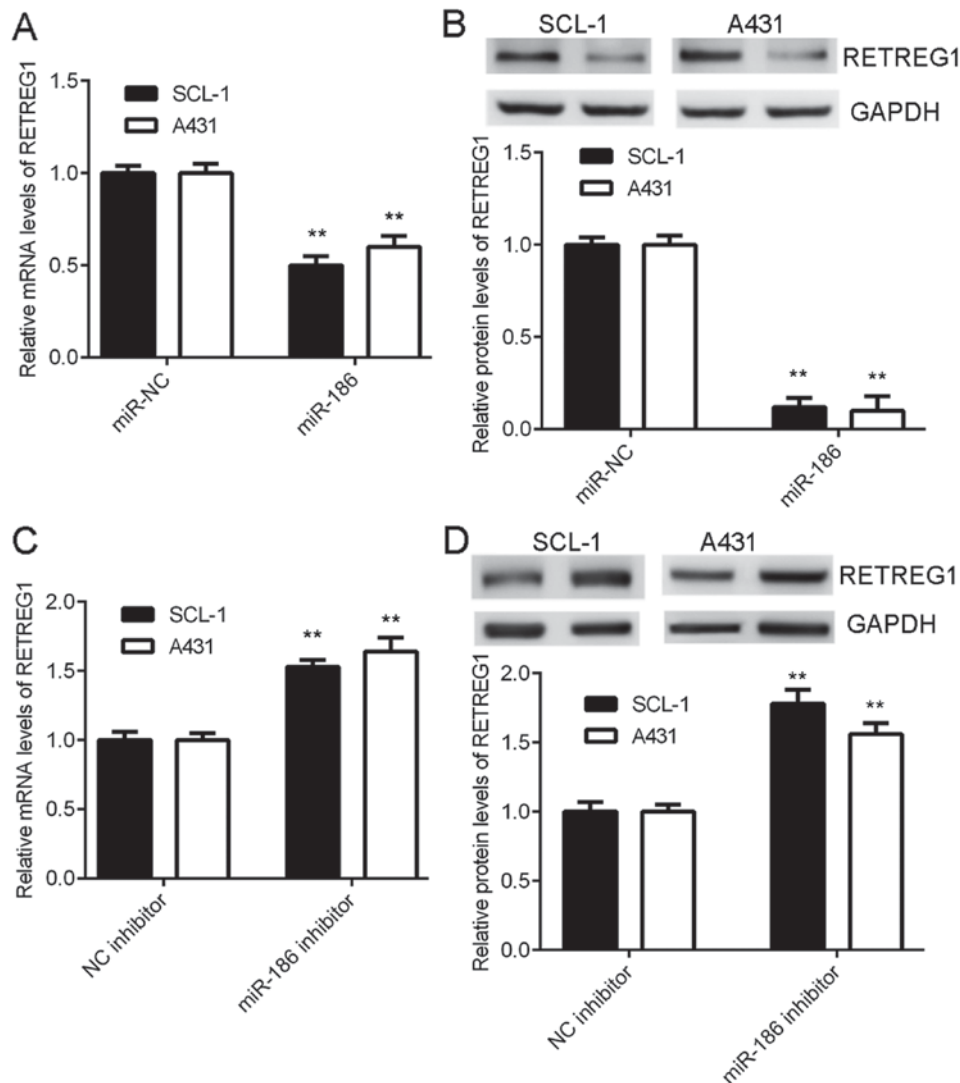 A
Relative mRNA levels of RETREG1
1.5
1.0
0.5
0.0
SCL-1
A431
**
**
miR-NC
miR-186
B
SCL-1
A431
RETREG1
GAPDH
Relative protein levels of RETREG1
1.5
1.0
0.5
0.0
SCL-1
A431
**
**
miR-NC
miR-186
C
Relative mRNA levels of RETREG1
2.0
1.5
1.0
0.5
0.0
SCL-1
A431
**
**
NC inhibitor
miR-186 inhibitor
D
SCL-1
A431
RETREG1
GAPDH
Relative protein levels of RETREG1
2.0
1.5
1.0
0.5
0.0
SCL-1
A431
**
**
NC inhibitor
miR-186 inhibitor